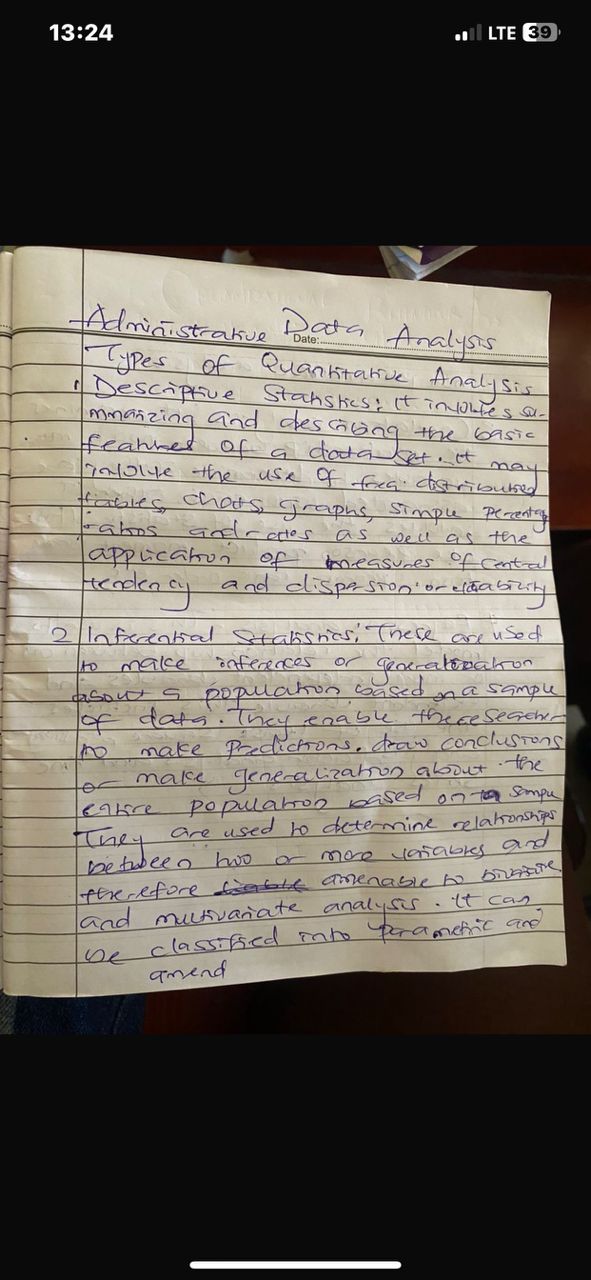 13:24
LTE 39
Administrative Data Analysis
Date:
Types of Quantitative Analysis
1 Descriptive Statistics: It involves su-
mmarizing and describing the basic
features of a data set. It may
involve the use of freq. distributed
tables, charts, graphs, simple percentag
ratios and rates as well as the
application of measures of central
tendency and dispersion or variability
2 Inferential Statistics: These are used
to make inferences or generalization
about a population based on a sample
of data. They enable the researcher
to make predictions, draw conclusions
or make generalization about the
entire population based on sample
They are used to determine relationships
between two or more variables and
therefore amenable to bivariate
and multivariate analysis. It can
be classified into parametric and
amend